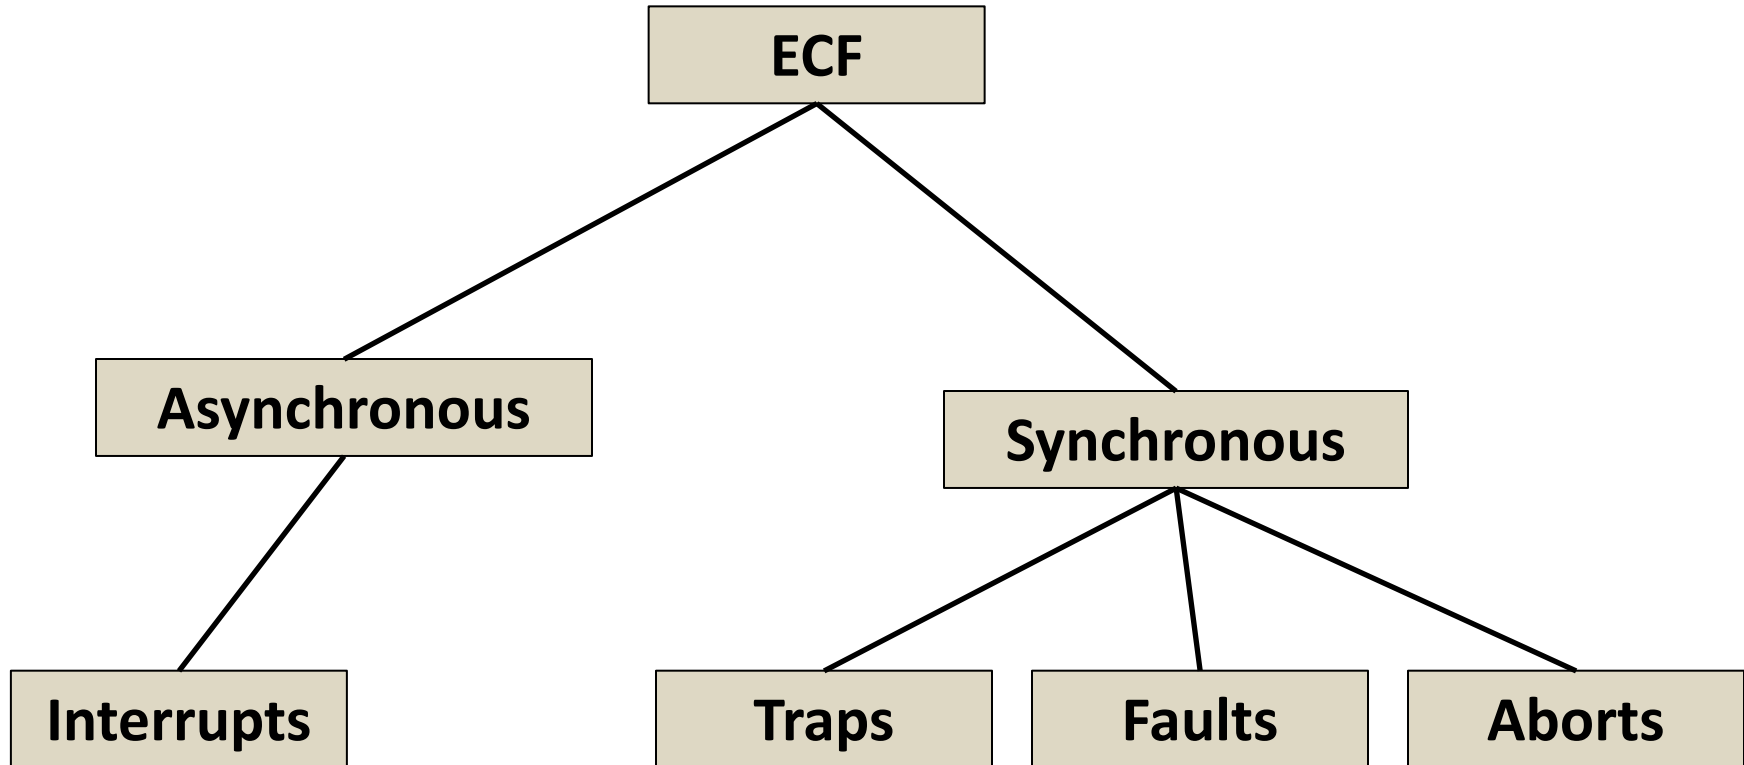 ECF
Asynchronous
Synchronous
Interrupts
Traps
Faults
Aborts